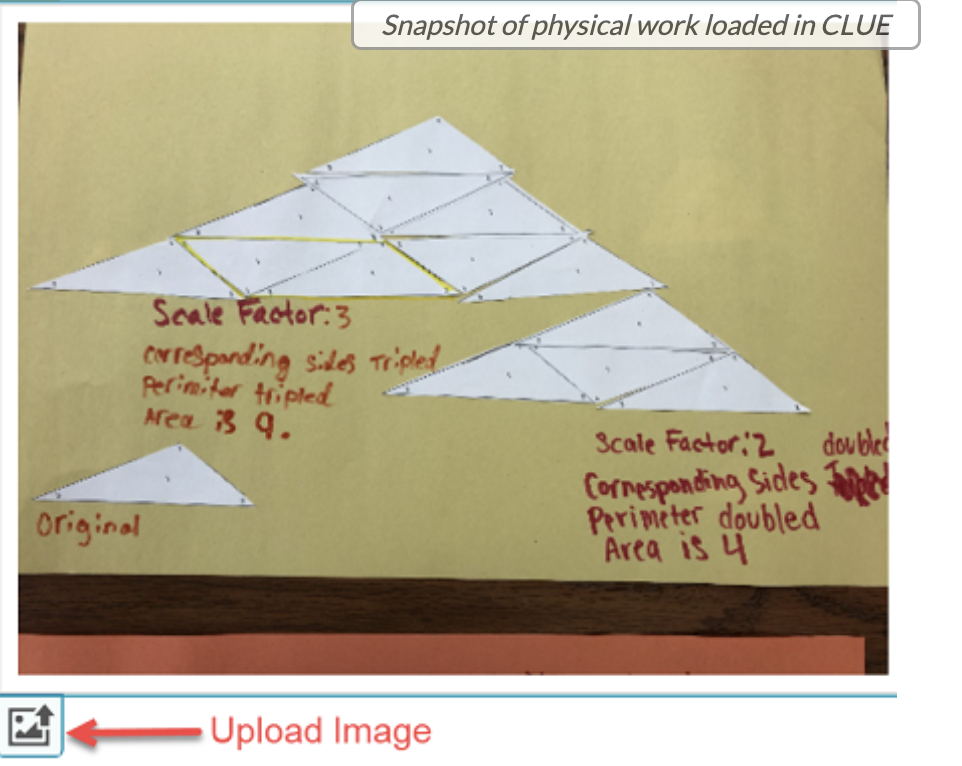 Snapshot of physical work loaded in CLUE
Scale Factor: 3
corresponding sides Tripled
Perimiter tripled
Area is 9.
Original
Scale Factor: 2
doubled
Corresponding Sides
Perimeter doubled
Area is 4
Upload Image